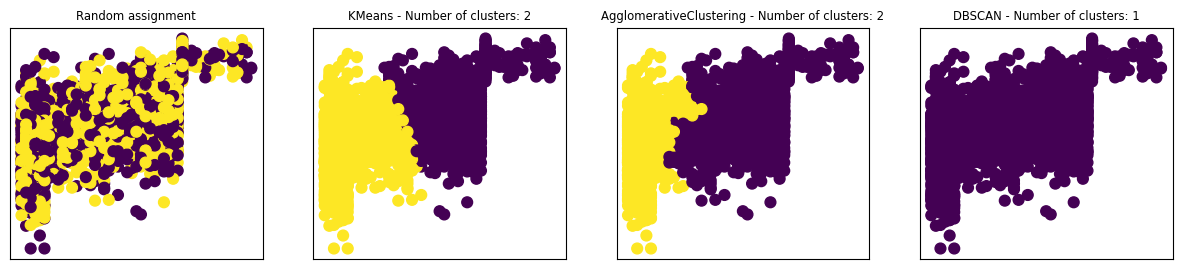 Random assignment
KMeans - Number of clusters: 2
AgglomerativeClustering - Number of clusters: 2
DBSCAN - Number of clusters: 1